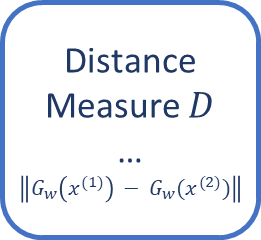 Distance
Measure D
...
‖G_w(x^(1)) − G_w(x^(2))‖